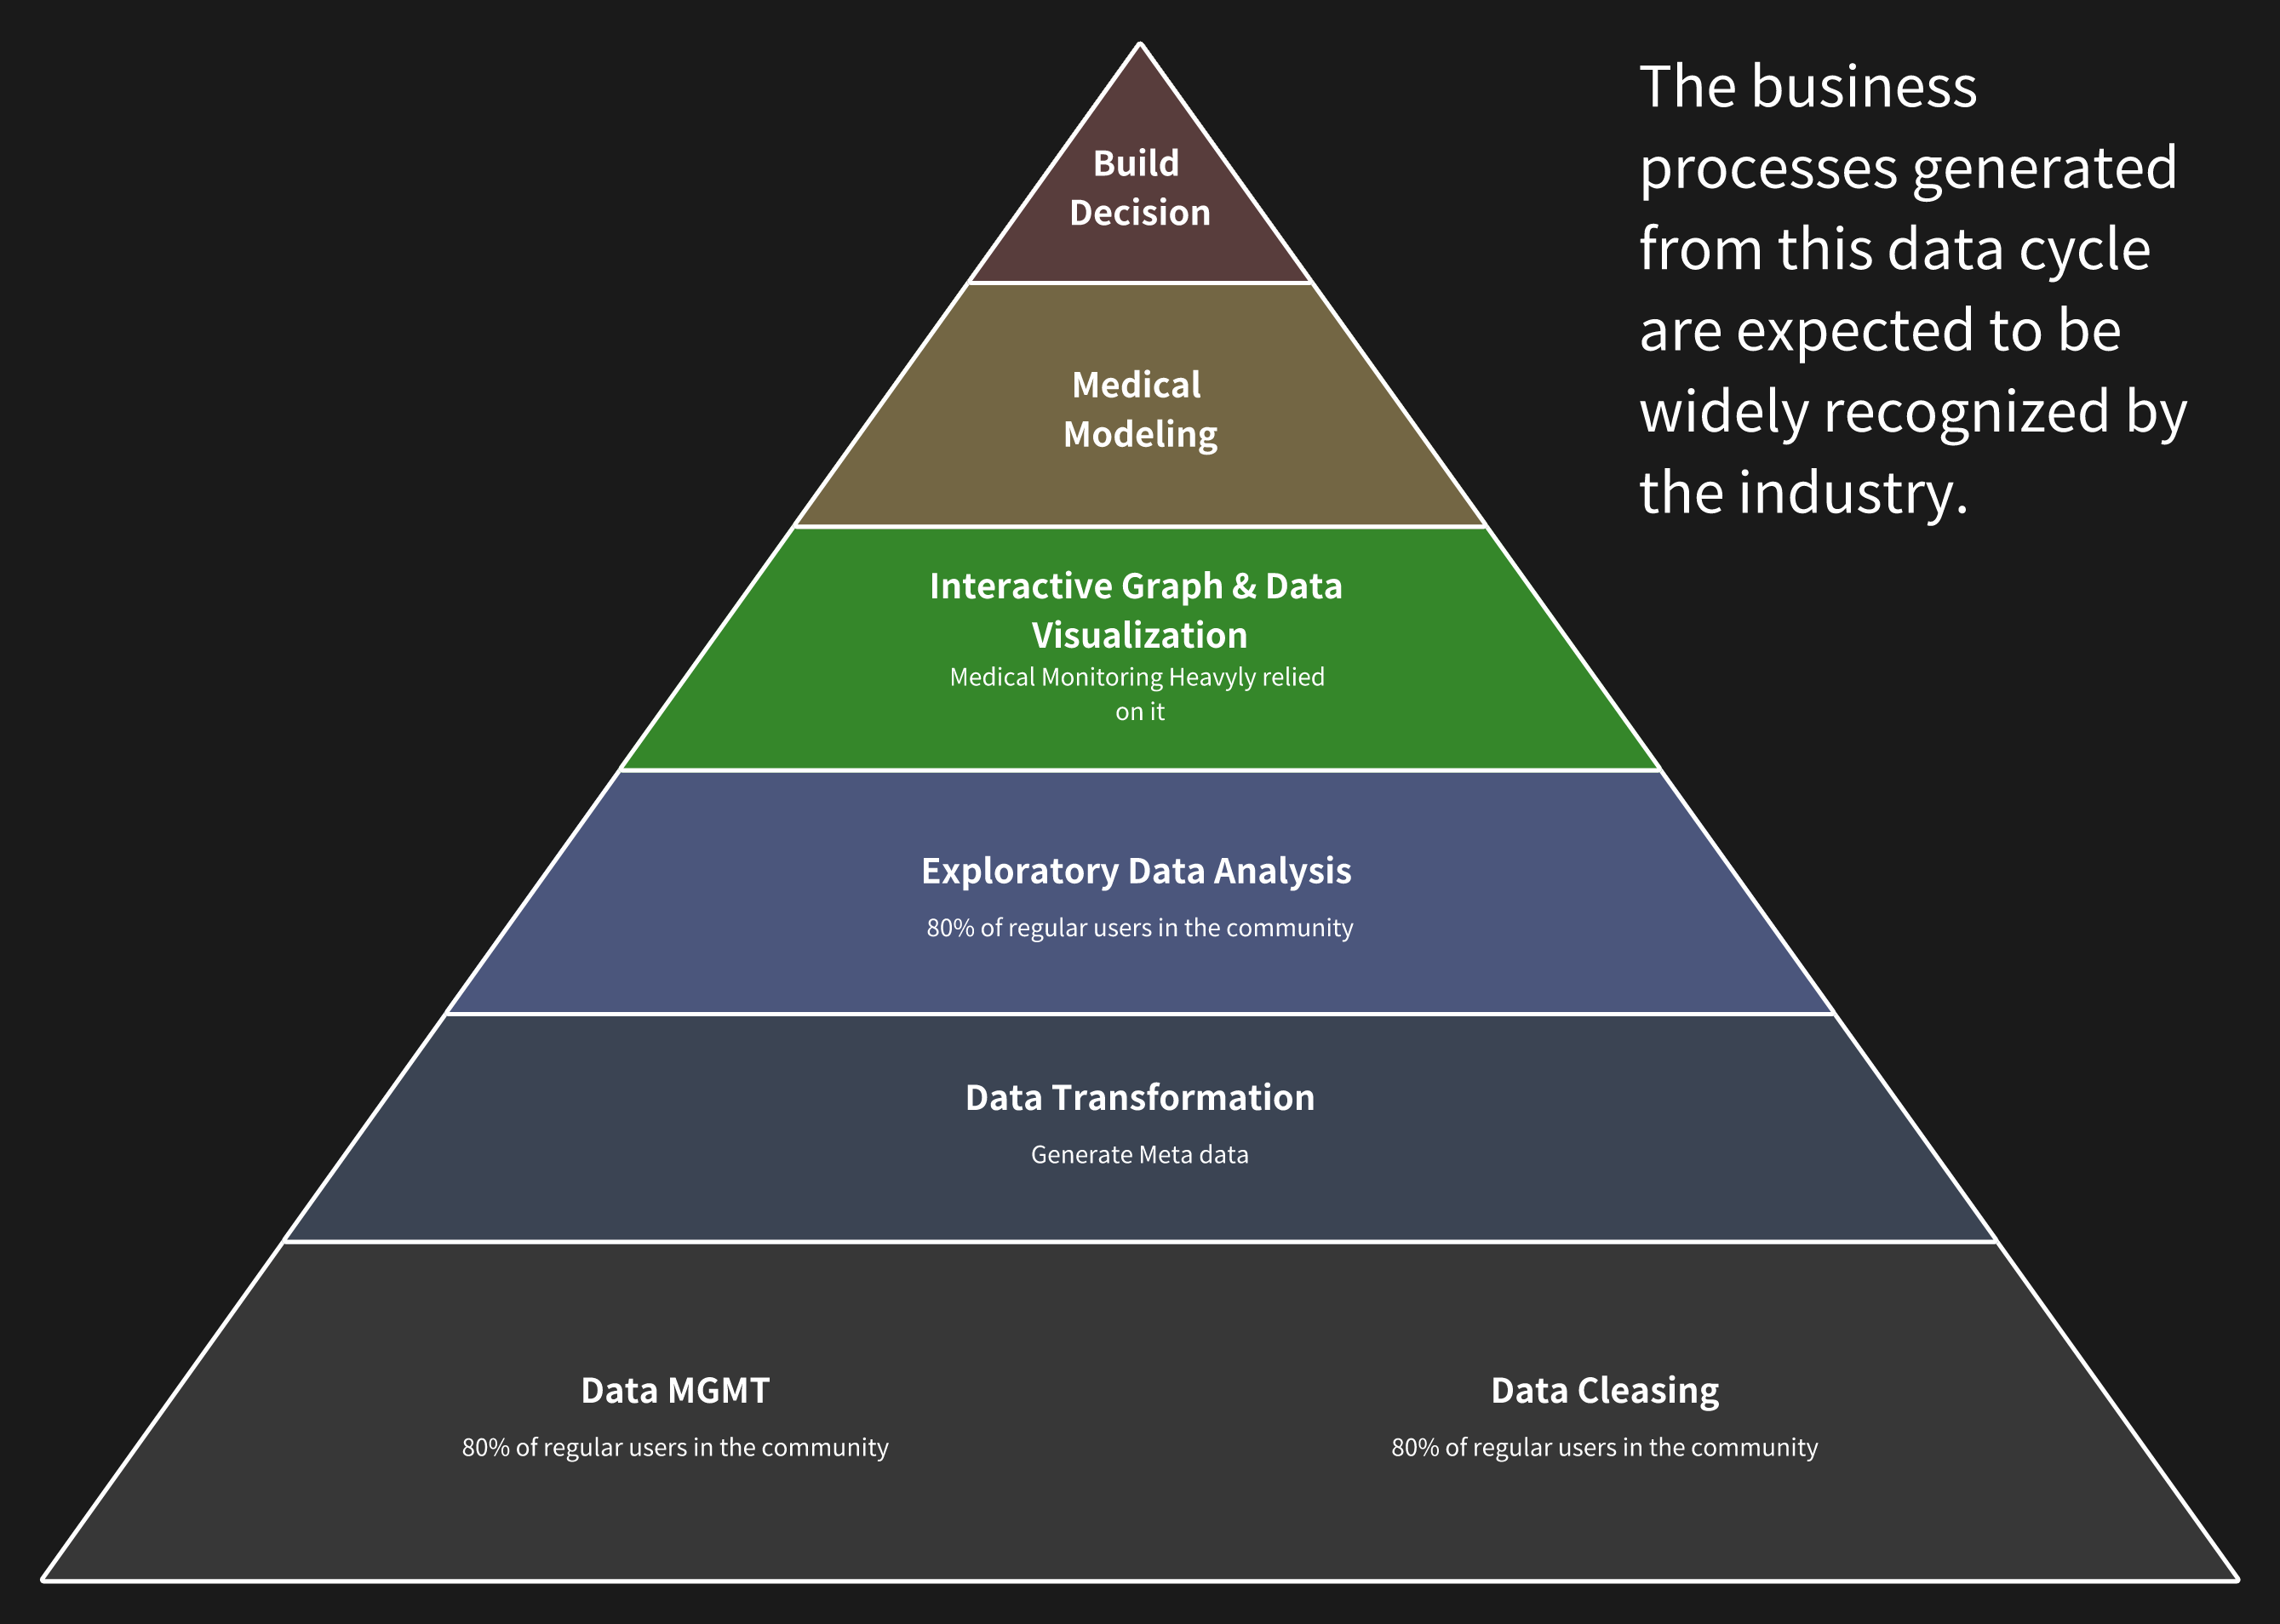 The business
processes generated
from this data cycle
are expected to be
widely recognized by
the industry.
Build
Decision
Medical
Modeling
Interactive Graph & Data
Visualization
Medical Monitoring Heavyly relied
on it
Exploratory Data Analysis
80% of regular users in the community
Data Transformation
Generate Meta data
Data MGMT
80% of regular users in the community
Data Cleasing
80% of regular users in the community